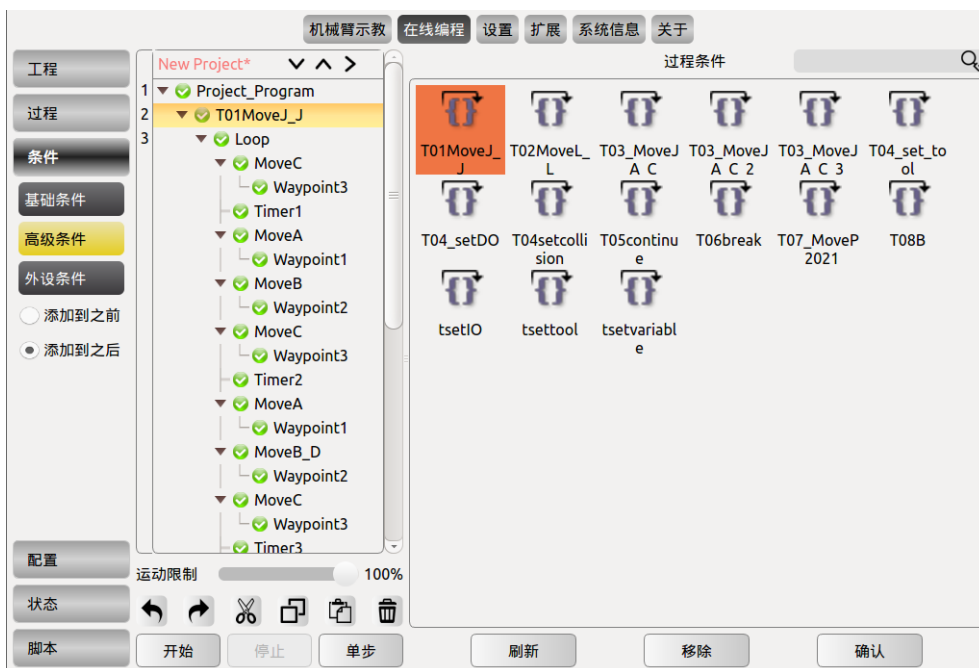 机械臂示教 在线编程 设置 扩展 系统信息 关于
工程
过程
条件
基础条件
高级条件
外设条件
添加到之前
添加到之后
配置
状态
脚本
New Project*
1 Project_Program
2 T01MoveJ_J
3 Loop
MoveC
Waypoint3
Timer1
MoveA
Waypoint1
MoveB
Waypoint2
MoveC
Waypoint3
Timer2
MoveA
Waypoint1
MoveB_D
Waypoint2
MoveC
Waypoint3
Timer3
运动限制 100%
开始 停止 单步
过程条件
T01MoveJ_
J
T02MoveL_
L
T03_MoveJ
A C
T03_MoveJ
A C 2
T03_MoveJ
A C 3
T04_set_to
ol
T04_setDO
T04setcolli
sion
T05continu
e
T06break
T07_MoveP
2021
T08B
tsetIO
tsettool
tsetvariabl
e
刷新 移除 确认